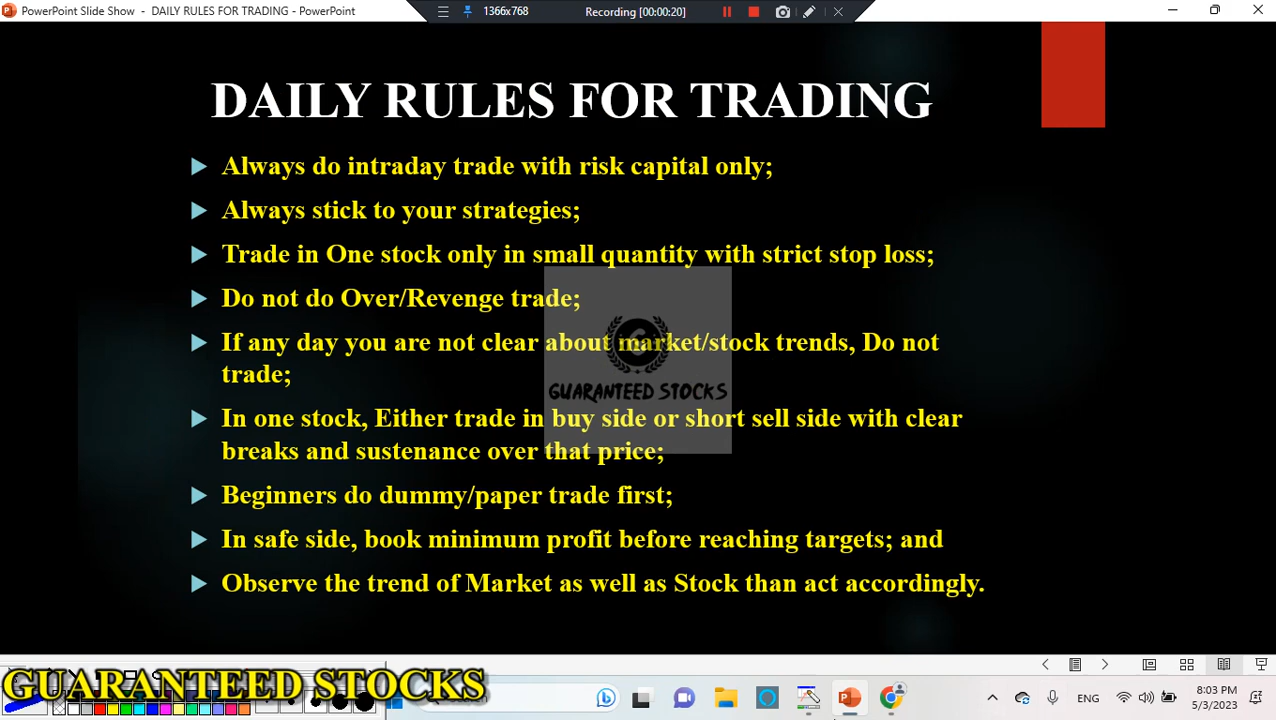 PowerPoint Slide Show - DAILY RULES FOR TRADING - PowerPoint
1366x768
Recording [00:00:20]
DAILY RULES FOR TRADING
Always do intraday trade with risk capital only;
Always stick to your strategies;
Trade in One stock only in small quantity with strict stop loss;
Do not do Over/Revenge trade;
If any day you are not clear about market/stock trends, Do not
trade;
In one stock, Either trade in buy side or short sell side with clear
breaks and sustenance over that price;
Beginners do dummy/paper trade first;
In safe side, book minimum profit before reaching targets; and
Observe the trend of Market as well as Stock than act accordingly.
GUARANTEED STOCKS
GUARANTEED STOCKS
ENG
8:03 PM
5/3/2023